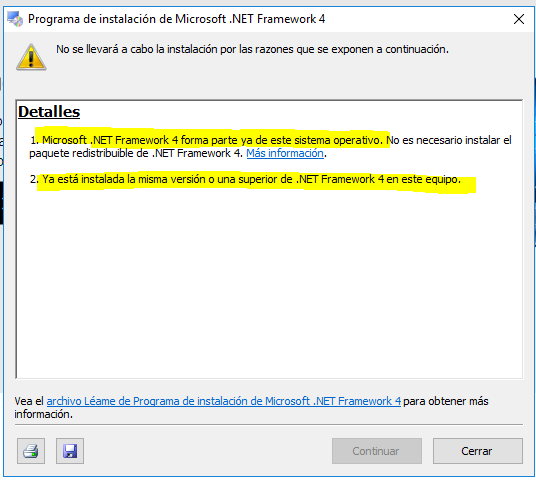 Programa de instalación de Microsoft .NET Framework 4
No se llevará a cabo la instalación por las razones que se exponen a continuación.
Detalles
1. Microsoft .NET Framework 4 forma parte ya de este sistema operativo. No es necesario instalar el
paquete redistribuible de .NET Framework 4. Más información.
2. Ya está instalada la misma versión o una superior de .NET Framework 4 en este equipo.
Vea el archivo Léame de Programa de instalación de Microsoft .NET Framework 4 para obtener más
información.
Continuar
Cerrar